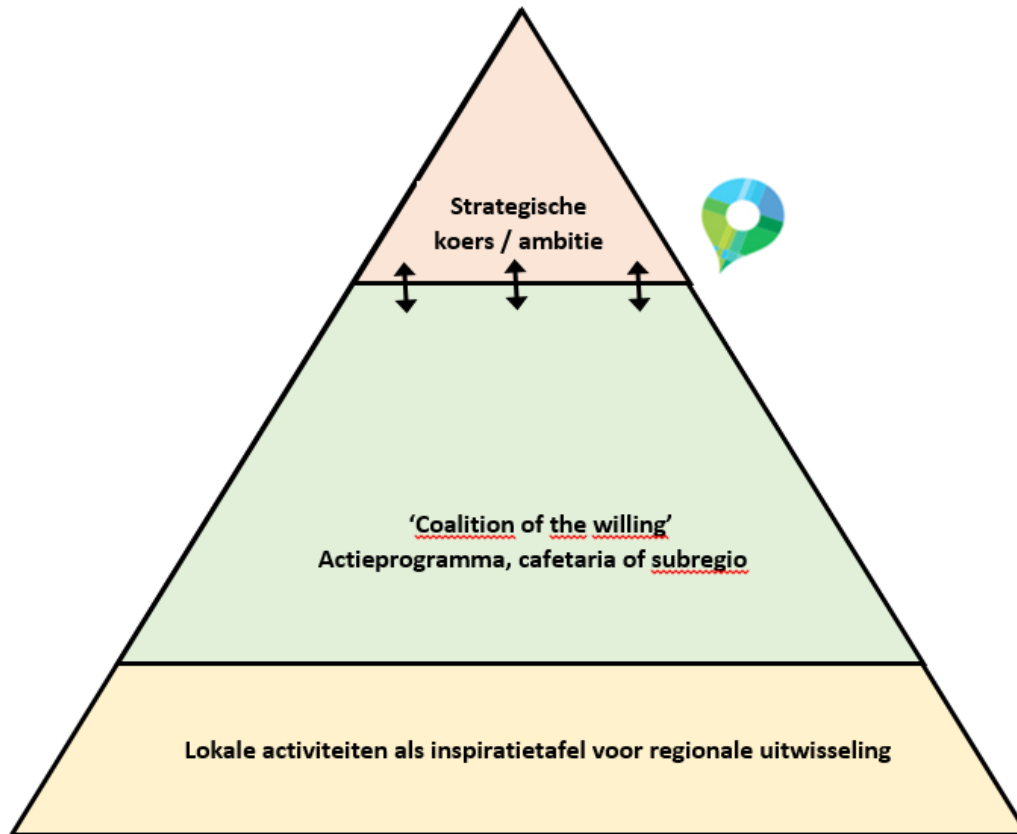 Strategische
koers / ambitie
‘Coalition of the willing’
Actieprogramma, cafetaria of subregio
Lokale activiteiten als inspiratietafel voor regionale uitwisseling